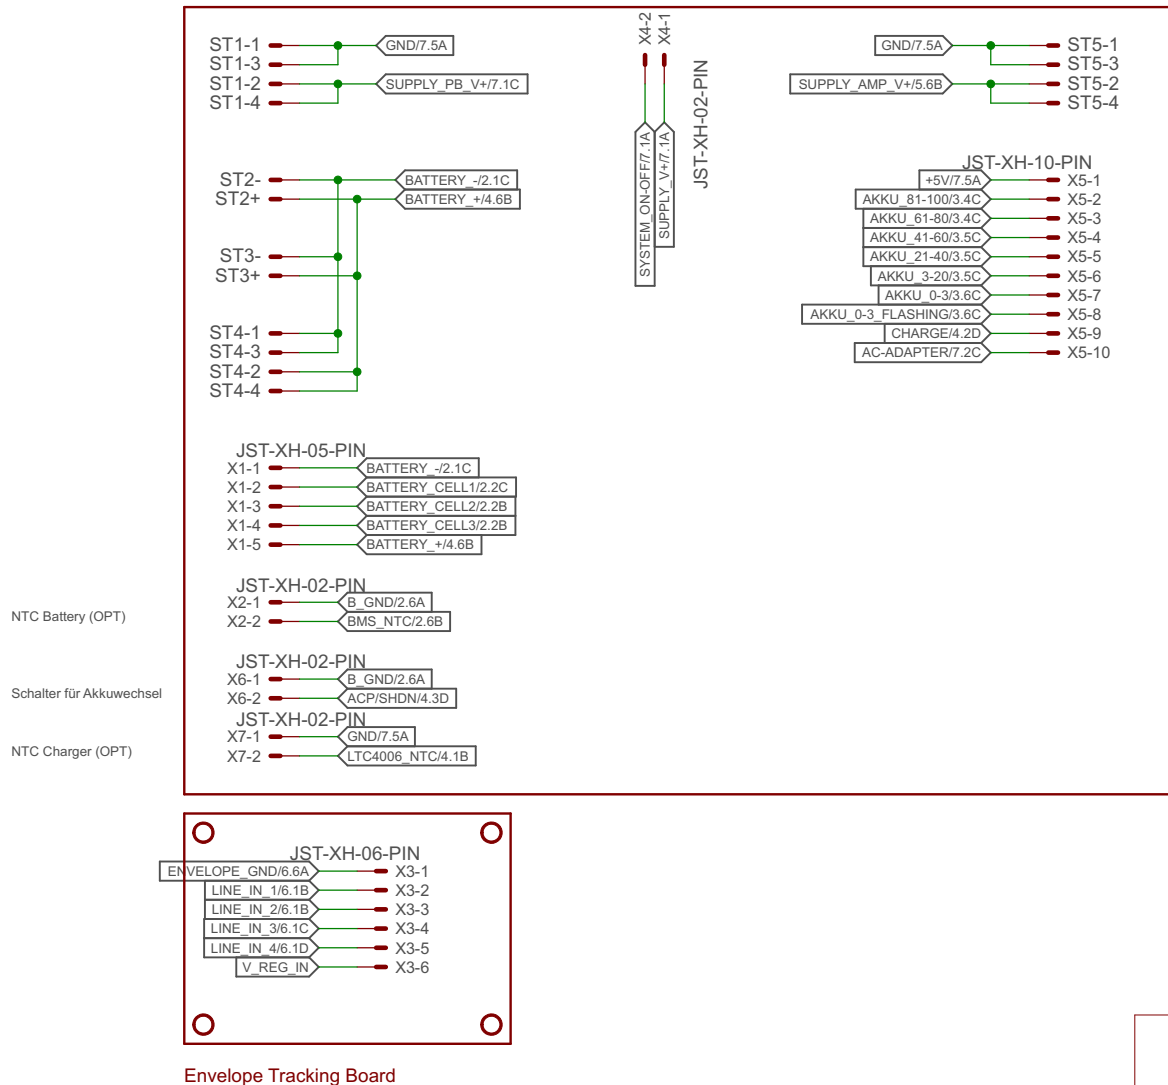 ST1-1 GND/7.5A
ST1-3
ST1-2 SUPPLY_PB_V+/7.1C
ST1-4
X4-2
X4-1
JST-XH-02-PIN
SYSTEM_ON-OFF/7.1A
SUPPLY_V+/7.1A
GND/7.5A ST5-1
ST5-3
SUPPLY_AMP_V+/5.6B ST5-2
ST5-4
ST2- BATTERY_-/2.1C
ST2+ BATTERY_+/4.6B
ST3-
ST3+
ST4-1
ST4-3
ST4-2
ST4-4
JST-XH-10-PIN
+5V/7.5A X5-1
AKKU_81-100/3.4C X5-2
AKKU_61-80/3.4C X5-3
AKKU_41-60/3.5C X5-4
AKKU_21-40/3.5C X5-5
AKKU_3-20/3.5C X5-6
AKKU_0-3/3.6C X5-7
AKKU_0-3_FLASHING/3.6C X5-8
CHARGE/4.2D X5-9
AC-ADAPTER/7.2C X5-10
JST-XH-05-PIN
X1-1 BATTERY_-/2.1C
X1-2 BATTERY_CELL1/2.2C
X1-3 BATTERY_CELL2/2.2B
X1-4 BATTERY_CELL3/2.2B
X1-5 BATTERY_+/4.6B
JST-XH-02-PIN
X2-1 B_GND/2.6A
NTC Battery (OPT)
X2-2 BMS_NTC/2.6B
JST-XH-02-PIN
X6-1 B_GND/2.6A
Schalter für Akkuwechsel
X6-2 ACP/SHDN/4.3D
JST-XH-02-PIN
X7-1 GND/7.5A
NTC Charger (OPT)
X7-2 LTC4006_NTC/4.1B
JST-XH-06-PIN
ENVELOPE_GND/6.6A X3-1
LINE_IN_1/6.1B X3-2
LINE_IN_2/6.1B X3-3
LINE_IN_3/6.1C X3-4
LINE_IN_4/6.1D X3-5
V_REG_IN X3-6
Envelope Tracking Board